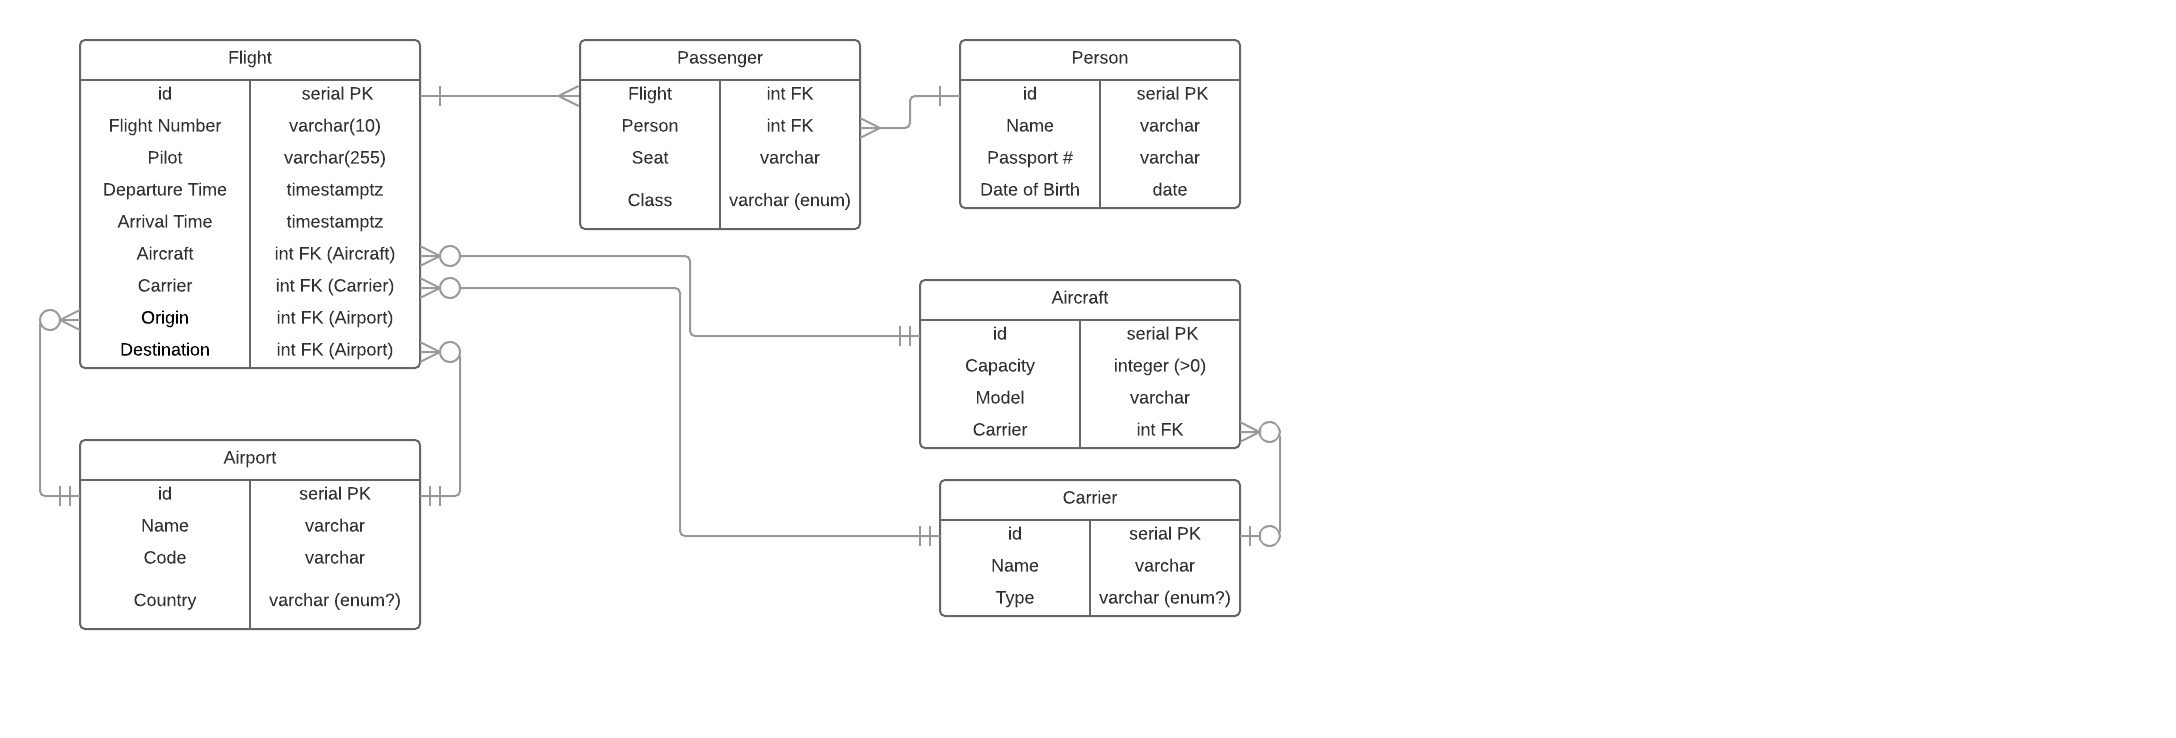 Flight
id serial PK
Flight Number varchar(10)
Pilot varchar(255)
Departure Time timestamptz
Arrival Time timestamptz
Aircraft int FK (Aircraft)
Carrier int FK (Carrier)
Origin int FK (Airport)
Destination int FK (Airport)
Passenger
Flight int FK
Person int FK
Seat varchar
Class varchar (enum)
Person
id serial PK
Name varchar
Passport # varchar
Date of Birth date
Aircraft
id serial PK
Capacity integer (>0)
Model varchar
Carrier int FK
Airport
id serial PK
Name varchar
Code varchar
Country varchar (enum?)
Carrier
id serial PK
Name varchar
Type varchar (enum?)